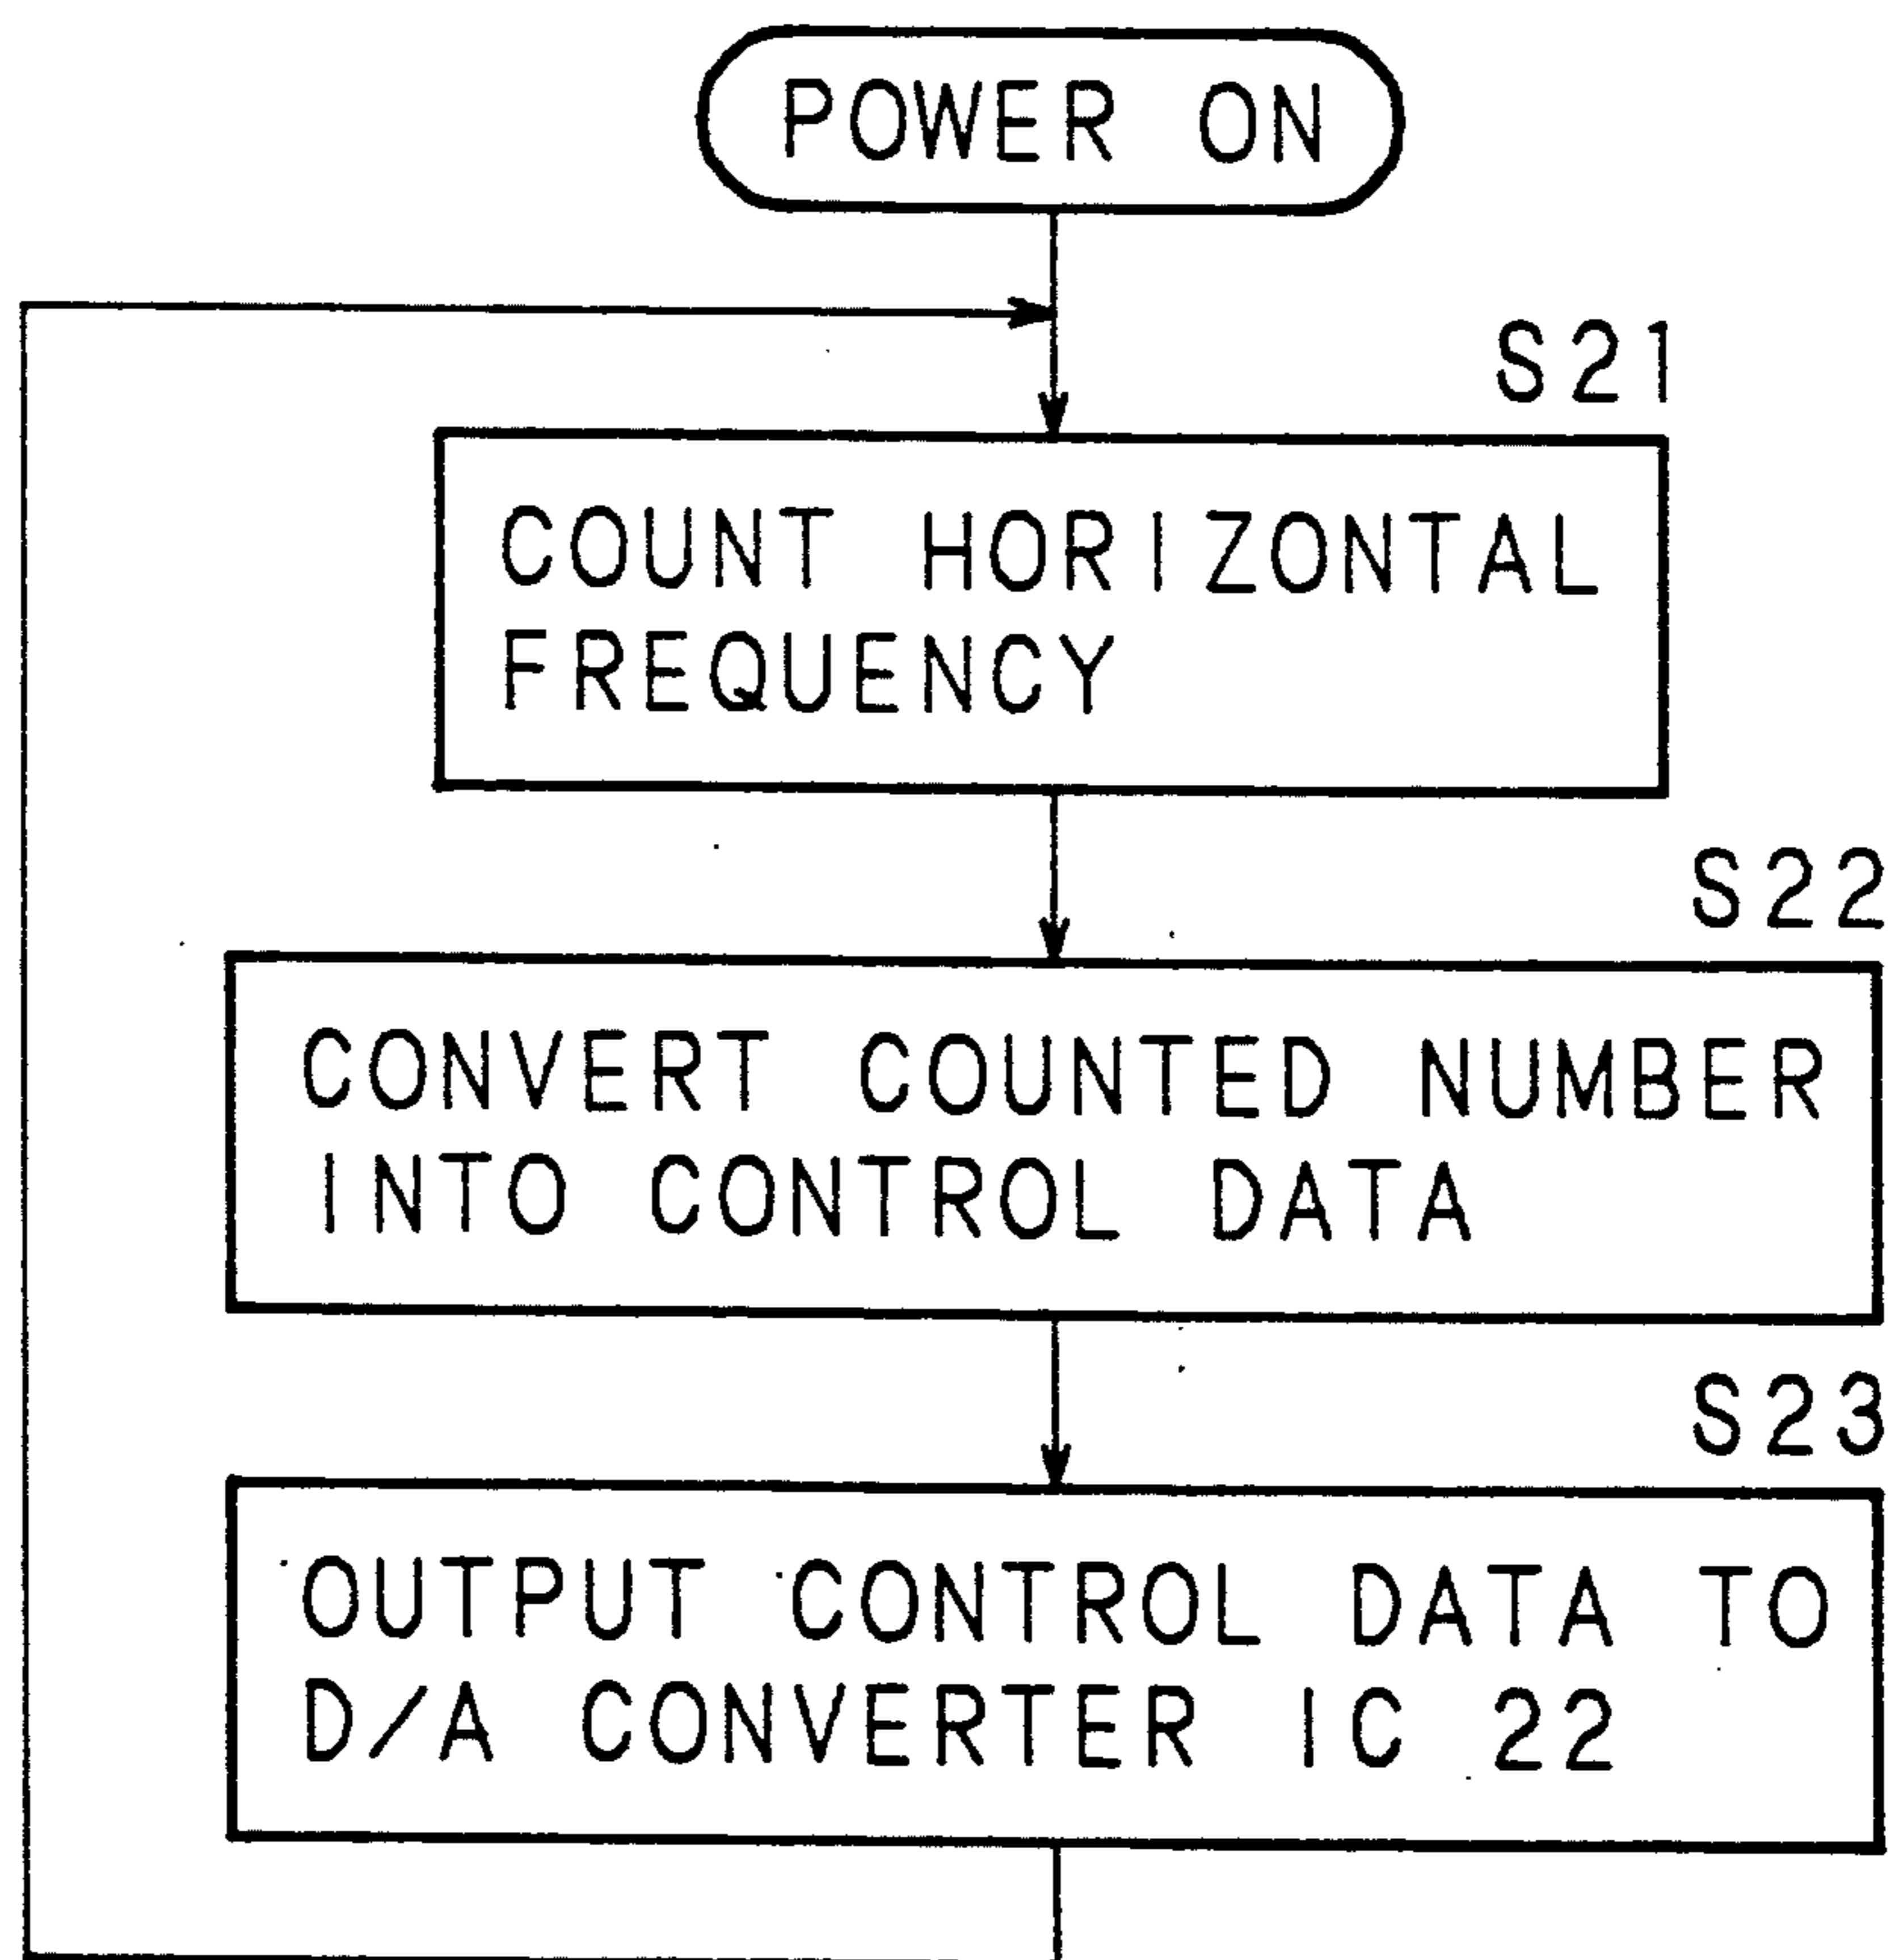 POWER ON
S21
COUNT HORIZONTAL
FREQUENCY
S22
CONVERT COUNTED NUMBER
INTO CONTROL DATA
S23
OUTPUT CONTROL DATA TO
D/A CONVERTER IC 22